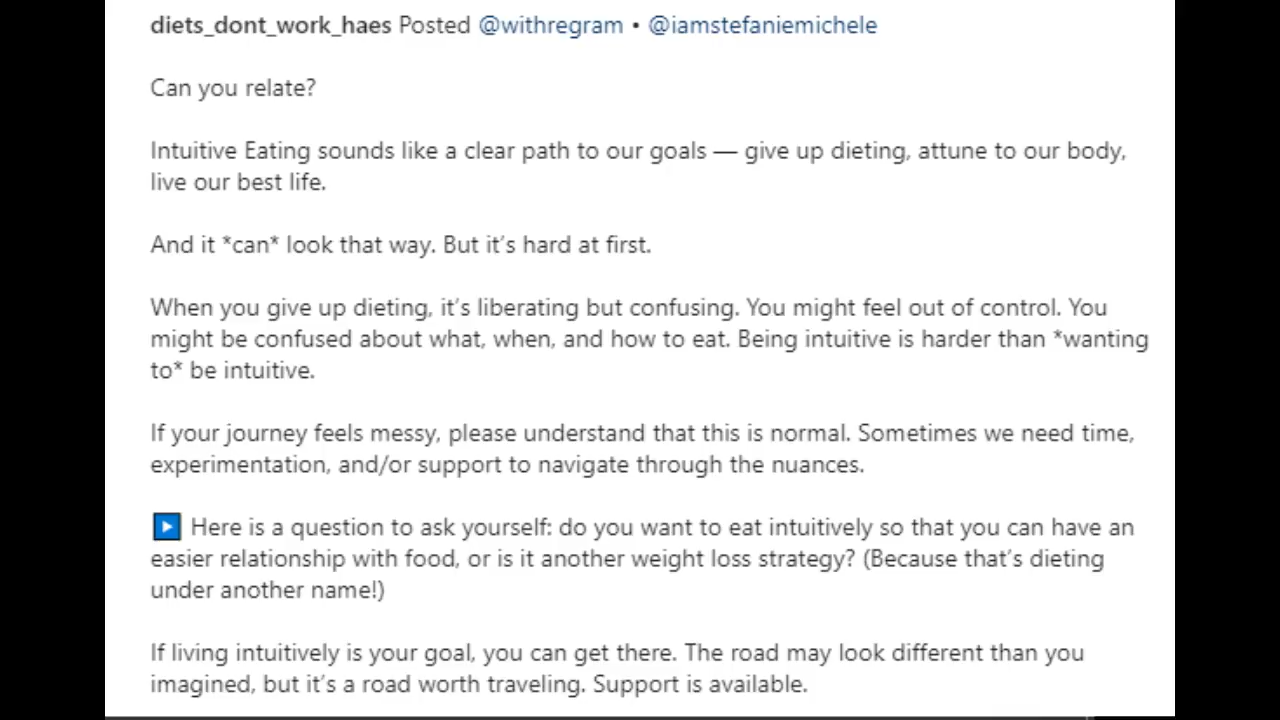 diets_dont_work_haes Posted @withregram • @iamstefaniemichele
Can you relate?
Intuitive Eating sounds like a clear path to our goals — give up dieting, attune to our body,
live our best life.
And it *can* look that way. But it's hard at first.
When you give up dieting, it's liberating but confusing. You might feel out of control. You
might be confused about what, when, and how to eat. Being intuitive is harder than *wanting
to* be intuitive.
If your journey feels messy, please understand that this is normal. Sometimes we need time,
experimentation, and/or support to navigate through the nuances.
▶️ Here is a question to ask yourself: do you want to eat intuitively so that you can have an
easier relationship with food, or is it another weight loss strategy? (Because that's dieting
under another name!)
If living intuitively is your goal, you can get there. The road may look different than you
imagined, but it's a road worth traveling. Support is available.